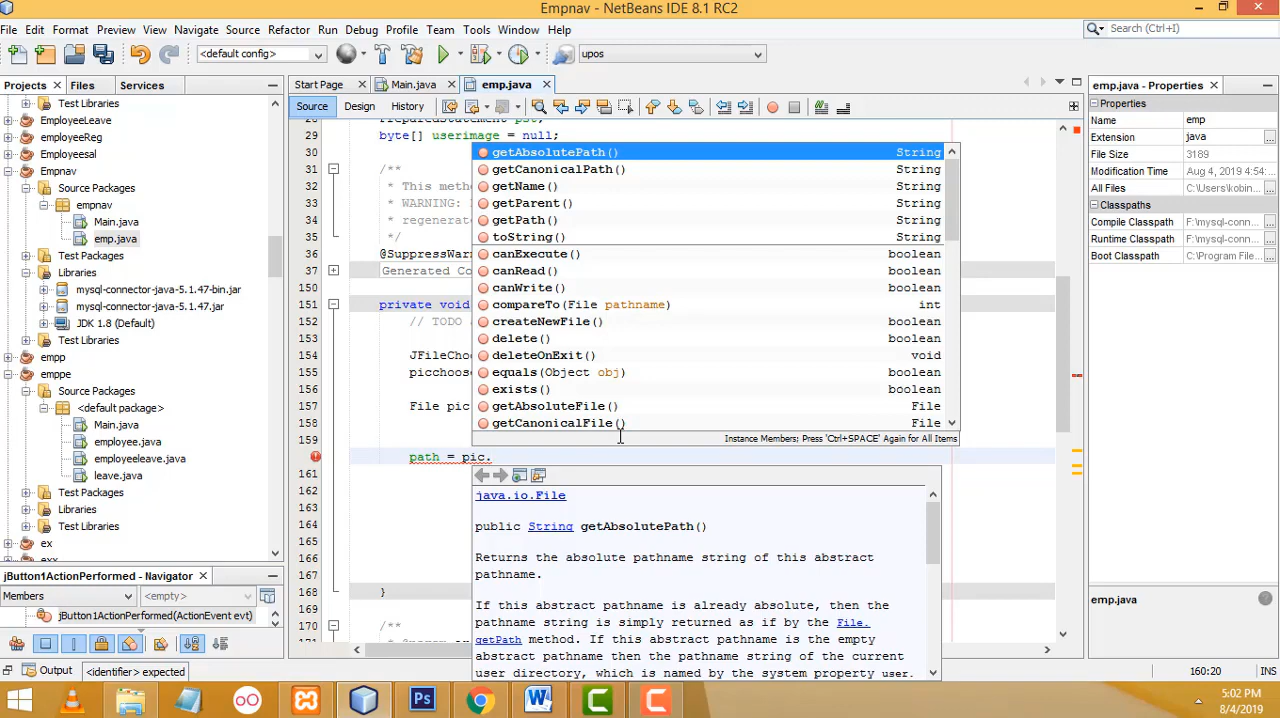 Empnav - NetBeans IDE 8.1 RC2
File Edit Format Preview View Navigate Source Refactor Run Debug Profile Team Tools Window Help
Search (Ctrl+I)
<default config>
upos
Projects Files Services
Start Page Main.java emp.java
emp.java - Properties
Source Design History
Test Libraries
EmployeeLeave
employeeReg
Employeesal
Empnav
Source Packages
empnav
Main.java
emp.java
Test Libraries
Libraries
mysql-connector-java-5.1.47-bin.jar
mysql-connector-java-5.1.47.jar
JDK 1.8 (Default)
Test Libraries
empp
emppe
Source Packages
<default package>
Main.java
employee.java
employeeleave.java
leave.java
Test Packages
Libraries
Test Libraries
ex
exx
28 PreparedStatement pst;
29 byte[] userimage = null;
30
31 /**
32 * This meth
33 * WARNING:
34 * regenerat
35 */
36 @SuppressWar
37 Generated Co
151 private void
152 // TODO
153
154 JFileChoo
155 picchoos
156
157 File pic
158
159
path = pic.
161
162
163
164
165
166
167
168 }
169
170 /**
171
getAbsolutePath() String
getCanonicalPath() String
getName() String
getParent() String
getPath() String
toString() String
canExecute() boolean
canRead() boolean
canWrite() boolean
compareTo(File pathname) int
createNewFile() boolean
delete() boolean
deleteOnExit() void
equals(Object obj) boolean
exists() boolean
getAbsoluteFile() File
getCanonicalFile() File
Instance Members; Press 'Ctrl+SPACE' Again for All Items
java.io.File
public String getAbsolutePath()
Returns the absolute pathname string of this abstract
pathname.
If this abstract pathname is already absolute, then the
pathname string is simply returned as if by the File.
getPath method. If this abstract pathname is the empty
abstract pathname then the pathname string of the current
user directory, which is named by the system property user.
Properties
Name emp
Extension java
File Size 3189
Modification Time Aug 4, 2019 4:54:
All Files C:\Users\kobin
Classpaths
Compile Classpath F:\mysql-conn
Runtime Classpath F:\mysql-conn
Boot Classpath C:\Program File
emp.java
jButton1ActionPerformed - Navigator
Members <empty>
jButton1ActionPerformed(ActionEvent evt)
Output (identifier) expected
160:20 INS
W
5:02 PM
8/4/2019